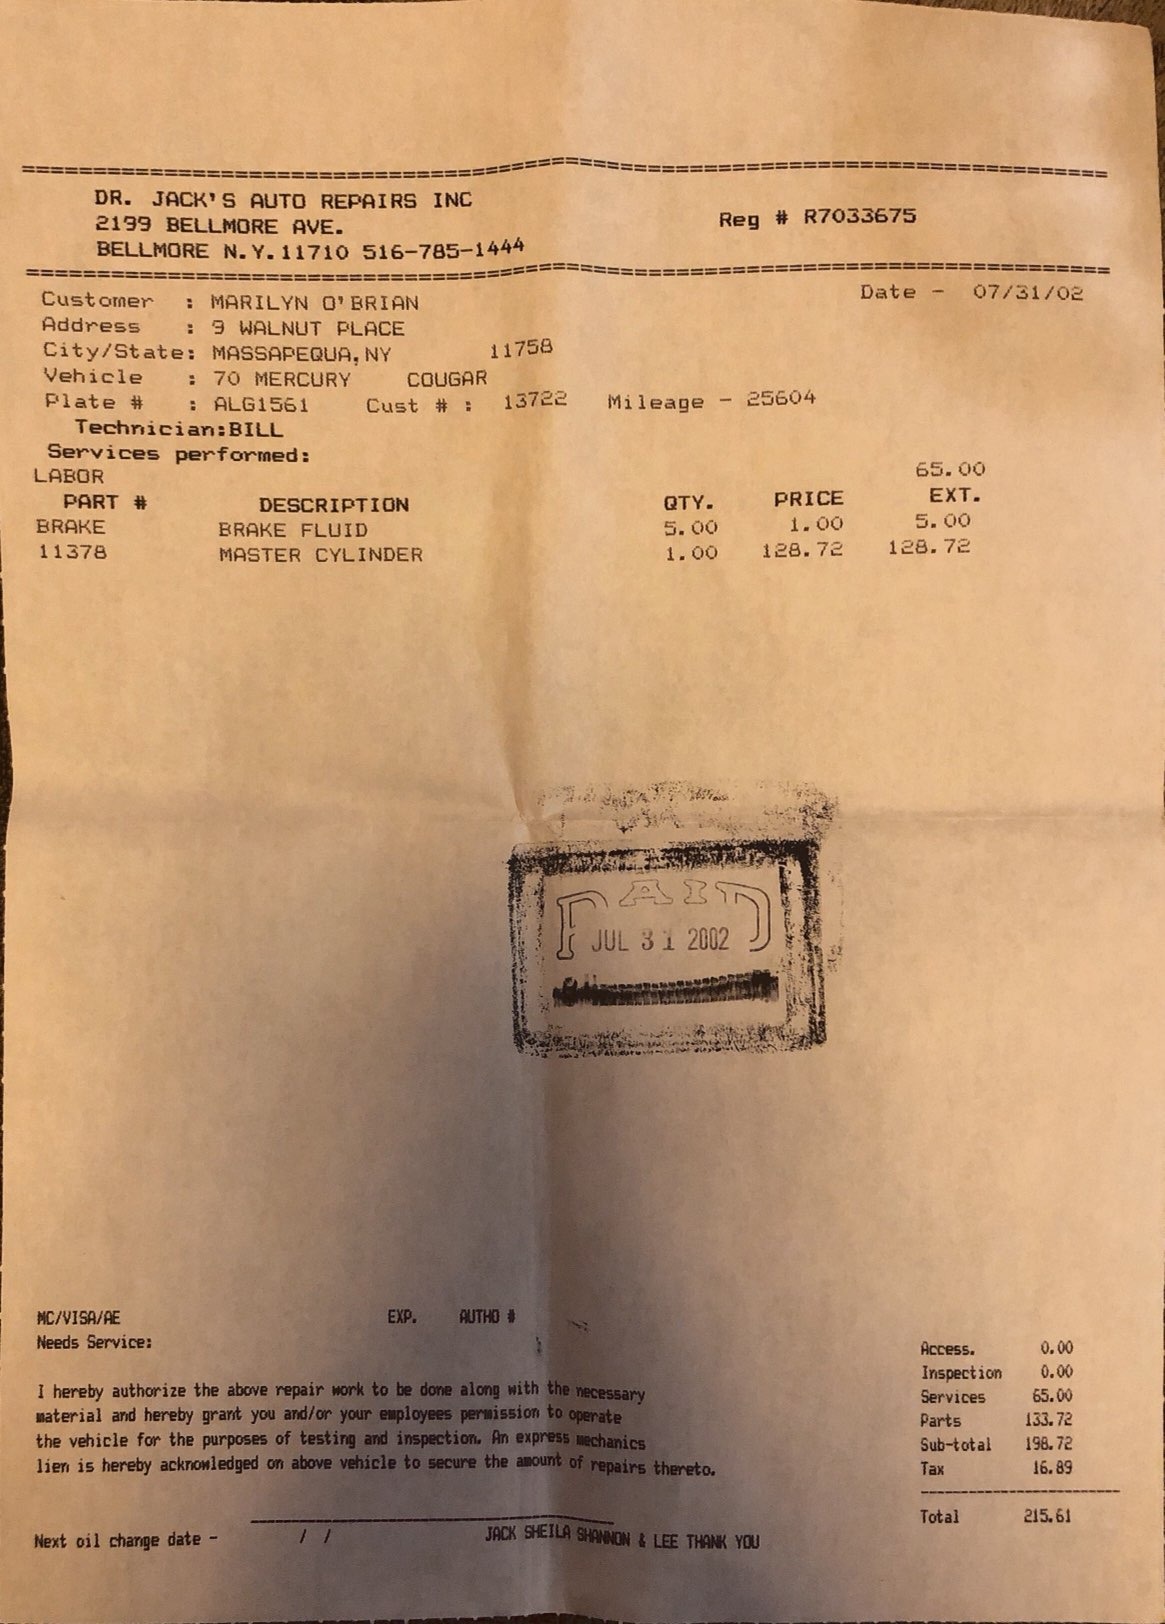 ================================================================
DR. JACK'S AUTO REPAIRS INC
2199 BELLMORE AVE.
Reg # R7033675
BELLMORE N.Y. 11710 516-785-1444
================================================================
Date - 07/31/02
Customer : MARILYN O'BRIAN
Address : 9 WALNUT PLACE
City/State: MASSAPEQUA, NY 11758
Vehicle : 70 MERCURY COUGAR
Plate # : ALG1561 Cust # : 13722 Mileage - 25604
Technician:BILL
Services performed:
LABOR 65.00
PART # DESCRIPTION QTY. PRICE EXT.
BRAKE BRAKE FLUID 5.00 1.00 5.00
11378 MASTER CYLINDER 1.00 128.72 128.72
PAID
JUL 31 2002
MC/VISA/AE EXP. AUTHO #
Needs Service:
I hereby authorize the above repair work to be done along with the necessary
material and hereby grant you and/or your employees permission to operate
the vehicle for the purposes of testing and inspection. An express mechanics
lien is hereby acknowledged on above vehicle to secure the amount of repairs thereto.
Access. 0.00
Inspection 0.00
Services 65.00
Parts 133.72
Sub-total 198.72
Tax 16.89
Total 215.61
Next oil change date - / / JACK SHEILA SHANNON & LEE THANK YOU